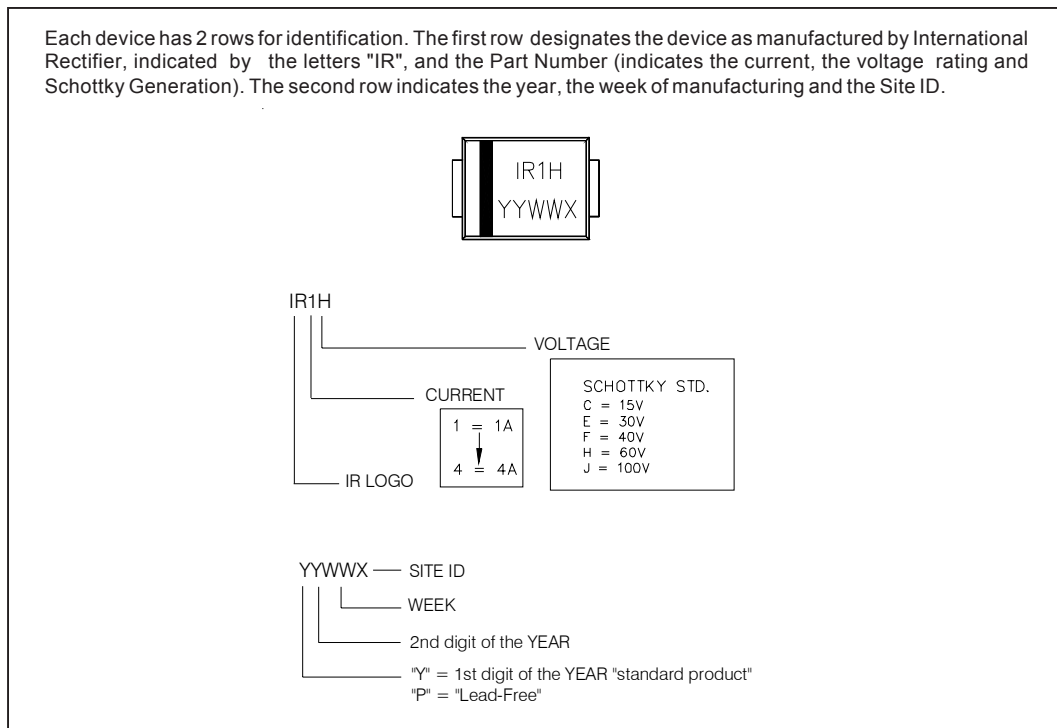 Each device has 2 rows for identification. The first row designates the device as manufactured by International
Rectifier, indicated by the letters "IR", and the Part Number (indicates the current, the voltage rating and
Schottky Generation). The second row indicates the year, the week of manufacturing and the Site ID.
IR1H
YYWWX
IR1H
VOLTAGE
SCHOTTKY STD.
C = 15V
E = 30V
F = 40V
H = 60V
J = 100V
CURRENT
1 = 1A
4 = 4A
IR LOGO
YYWWX
SITE ID
WEEK
2nd digit of the YEAR
"Y" = 1st digit of the YEAR "standard product"
"P" = "Lead-Free"